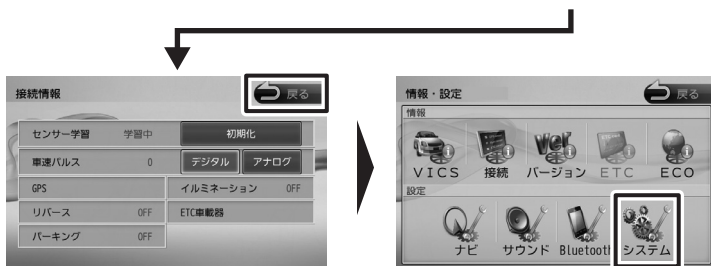 接続情報
戻る
センサー学習 学習中 初期化
車速パルス 0 デジタル アナログ
GPS イルミネーション OFF
リバース OFF ETC車載器
パーキング OFF
情報・設定
戻る
情報
VICS 接続 バージョン ETC ECO
Ver
設定
ナビ サウンド Bluetooth システム